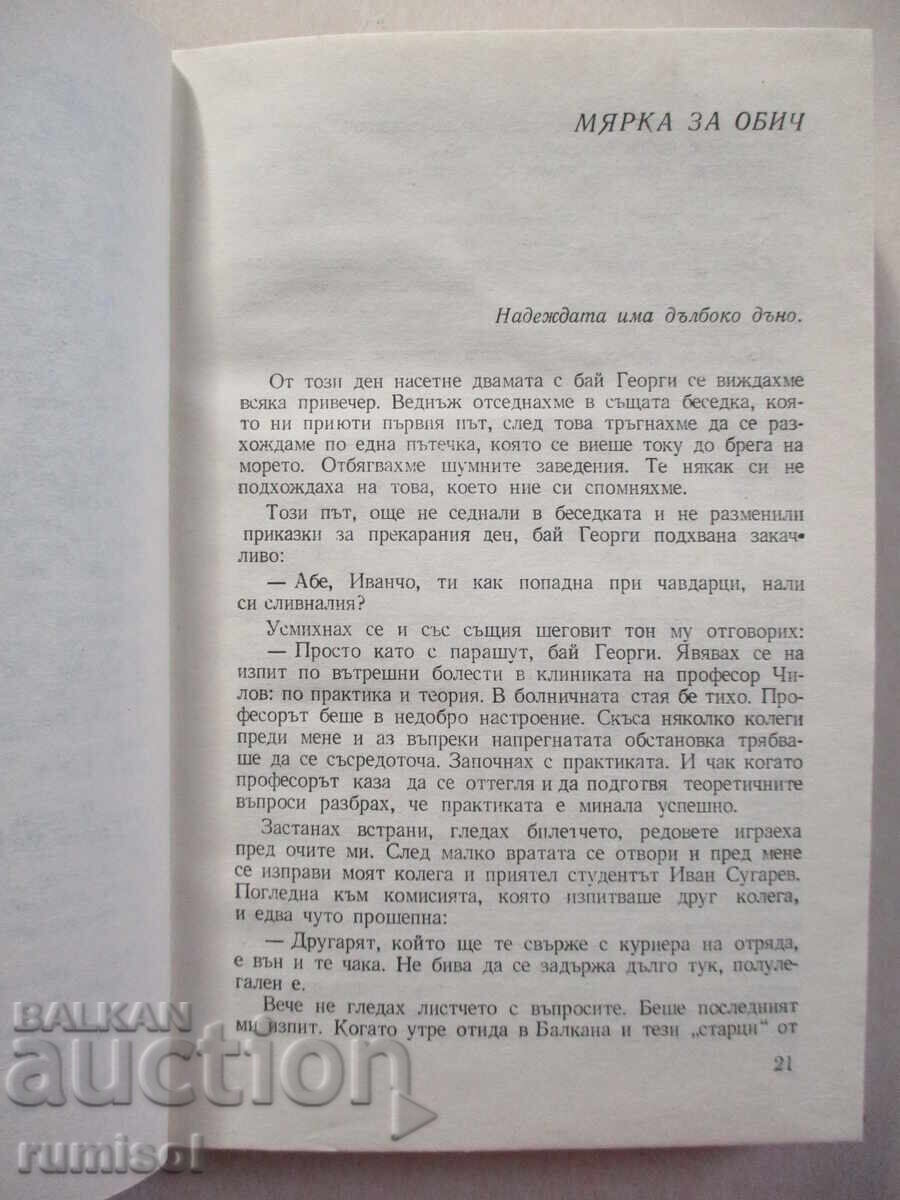 МЯРКА ЗА ОБИЧ
Надеждата има дълбоко дъно.
От този ден насетне двамата с бай Георги се виждахме
всяка привечер. Веднъж отседнахме в същата беседка, коя-
то ни приюти първия път, след това тръгнахме да се раз-
хождаме по една пътечка, която се виеше току до брега на
морето. Отбягвахме шумните заведения. Те някак си не
подхождаха на това, което ние си спомняхме.
Този път, още не седнали в беседката и не разменили
приказки за прекарания ден, бай Георги подхвана закач-
ливо:
— Абе, Иванчо, ти как попадна при чавдарци, нали
си сливналия?
Усмихнах се и със същия шеговит тон му отговорих:
— Просто като с парашут, бай Георги. Явявах се на
изпит по вътрешни болести в клиниката на професор Чи-
лов: по практика и теория. В болничната стая бе тихо. Про-
фесорът беше в недобро настроение. Скъса няколко колеги
преди мене и аз въпреки напрегнатата обстановка трябва-
ше да се съсредоточа. Започнах с практиката. И чак когато
професорът каза да се оттегля и да подготвя теоретичните
въпроси разбрах, че практиката е минала успешно.
Застанах встрани, гледах билетчето, редовете играеха
пред очите ми. След малко вратата се отвори и пред мене
се изправи моят колега и приятел студентът Иван Сугарев.
Погледна към комисията, която изпитваше друг колега,
и едва чуто прошепна:
— Другарят, който ще те свърже с куриера на отряда,
е вън и те чака. Не бива да се задържа дълго тук, полуле-
гален е.
Вече не гледах листчето с въпросите. Беше последният
ми изпит. Когато утре отида в Балкана и тези „старци“ от
21
BALKAN
auction
rumisol